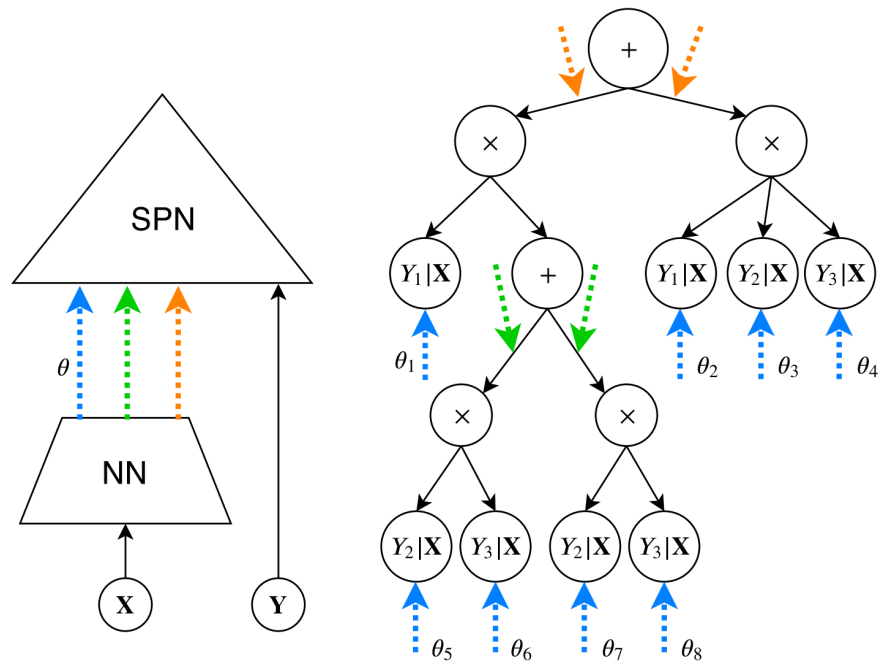 SPN
θ
NN
X Y
+
× ×
Y₁|X + Y₁|X Y₂|X Y₃|X
θ₁ θ₂ θ₃ θ₄
× ×
Y₂|X Y₃|X Y₂|X Y₃|X
θ₅ θ₆ θ₇ θ₈